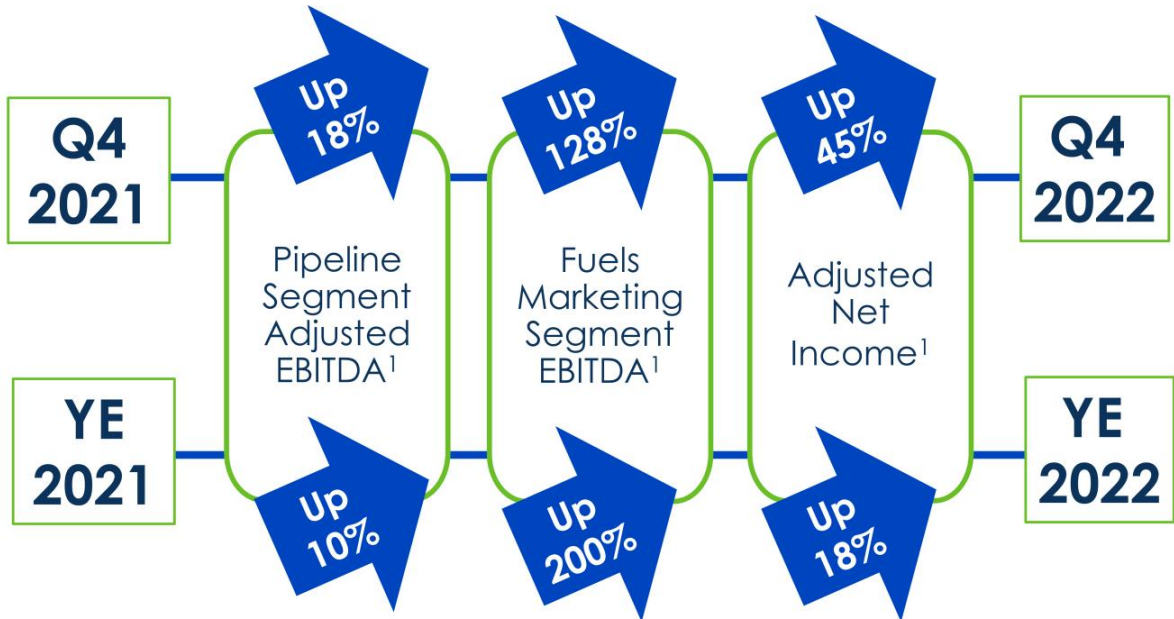 Up
18%
Up
128%
Up
45%
Q4
2021
Q4
2022
Pipeline
Segment
Adjusted
EBITDA¹
Fuels
Marketing
Segment
EBITDA¹
Adjusted
Net
Income¹
YE
2021
YE
2022
Up
10%
Up
200%
Up
18%